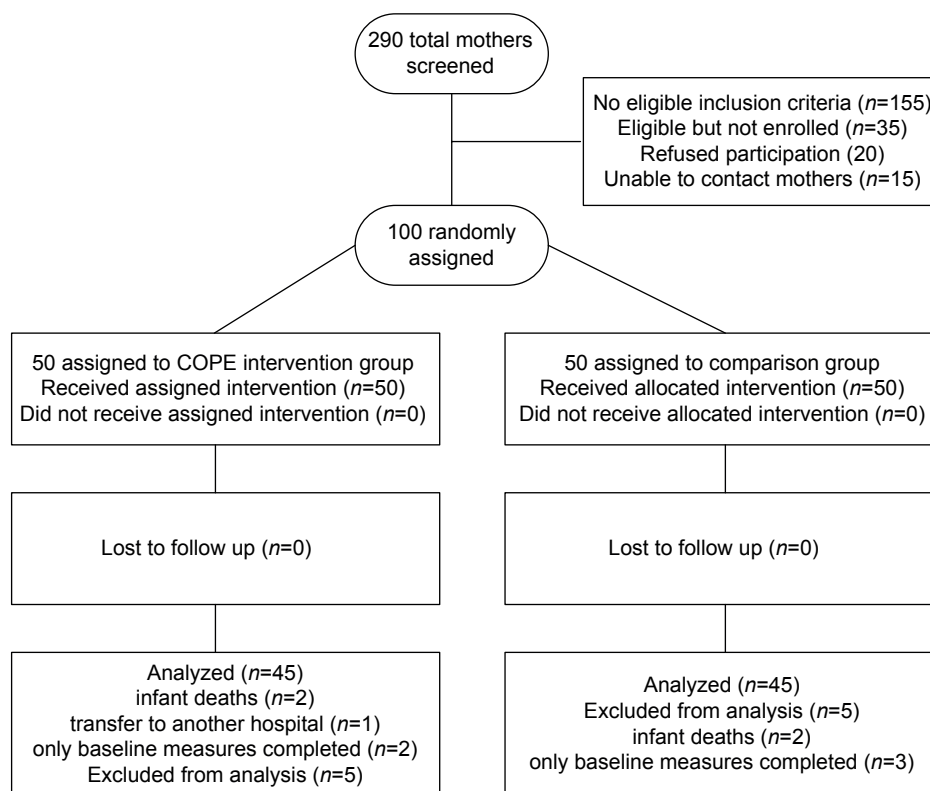 290 total mothers
screened
No eligible inclusion criteria (n=155)
Eligible but not enrolled (n=35)
Refused participation (20)
Unable to contact mothers (n=15)
100 randomly
assigned
50 assigned to COPE intervention group
Received assigned intervention (n=50)
Did not receive assigned intervention (n=0)
50 assigned to comparison group
Received allocated intervention (n=50)
Did not receive allocated intervention (n=0)
Lost to follow up (n=0)
Lost to follow up (n=0)
Analyzed (n=45)
infant deaths (n=2)
transfer to another hospital (n=1)
only baseline measures completed (n=2)
Excluded from analysis (n=5)
Analyzed (n=45)
Excluded from analysis (n=5)
infant deaths (n=2)
only baseline measures completed (n=3)